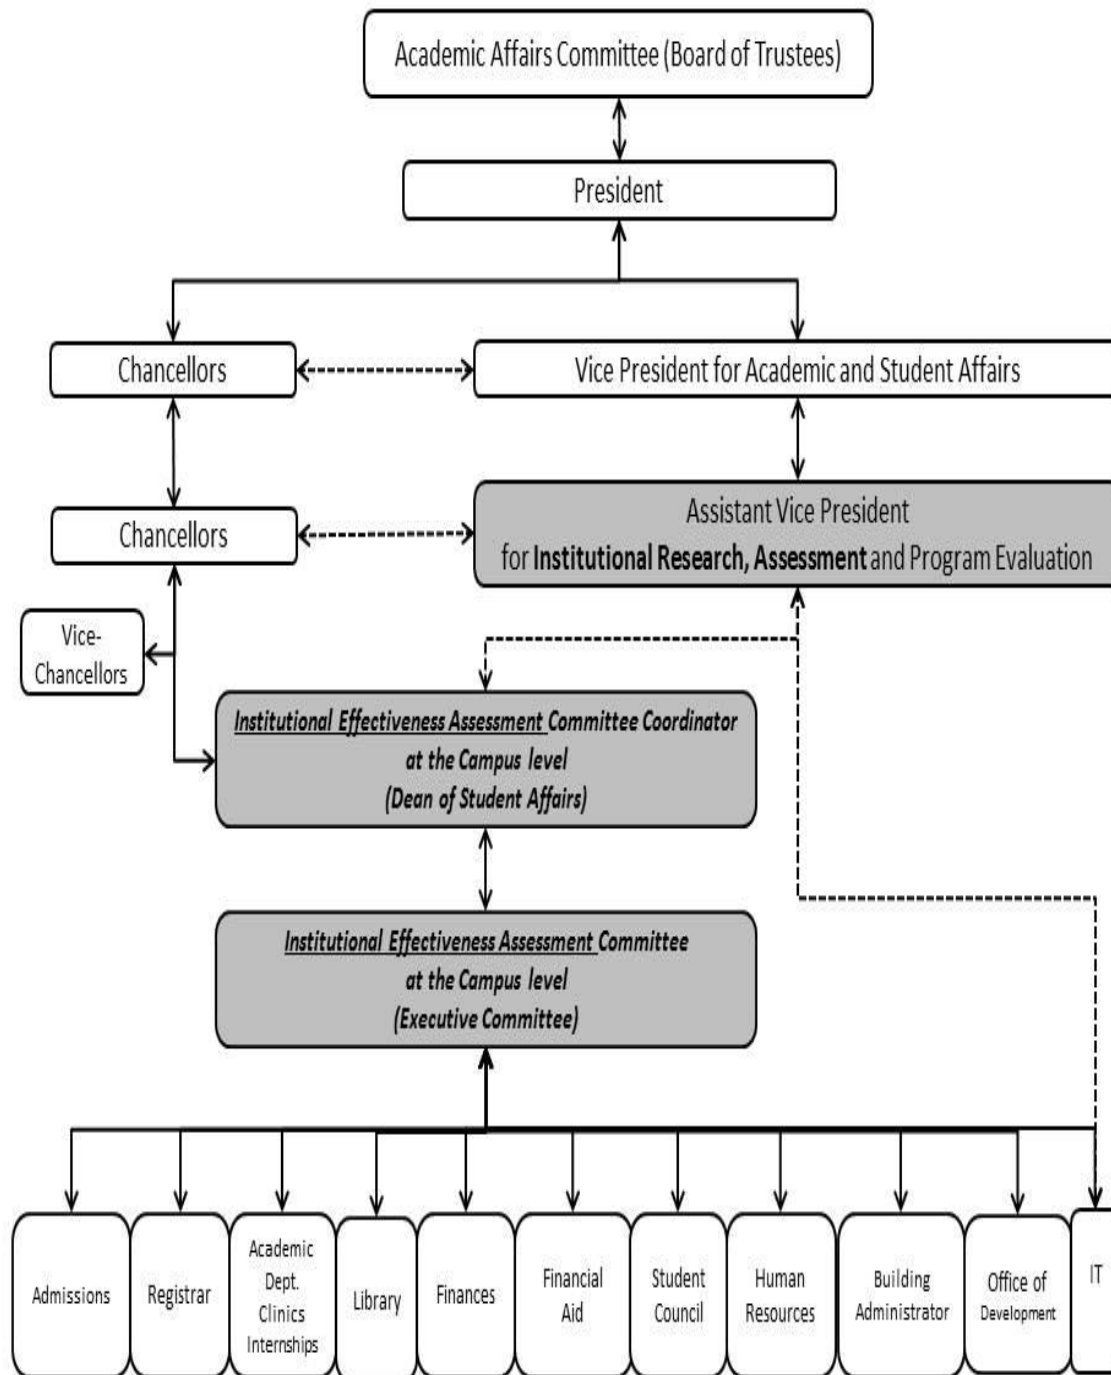 Academic Affairs Committee (Board of Trustees)
President
Chancellors
Vice President for Academic and Student Affairs
Chancellors
Assistant Vice President
for Institutional Research, Assessment and Program Evaluation
Vice-
Chancellors
Institutional Effectiveness Assessment Committee Coordinator
at the Campus level
(Dean of Student Affairs)
Institutional Effectiveness Assessment Committee
at the Campus level
(Executive Committee)
Admissions
Registrar
Academic
Dept.
Clinics
Internships
Library
Finances
Financial
Aid
Student
Council
Human
Resources
Building
Administrator
Office of
Development
IT